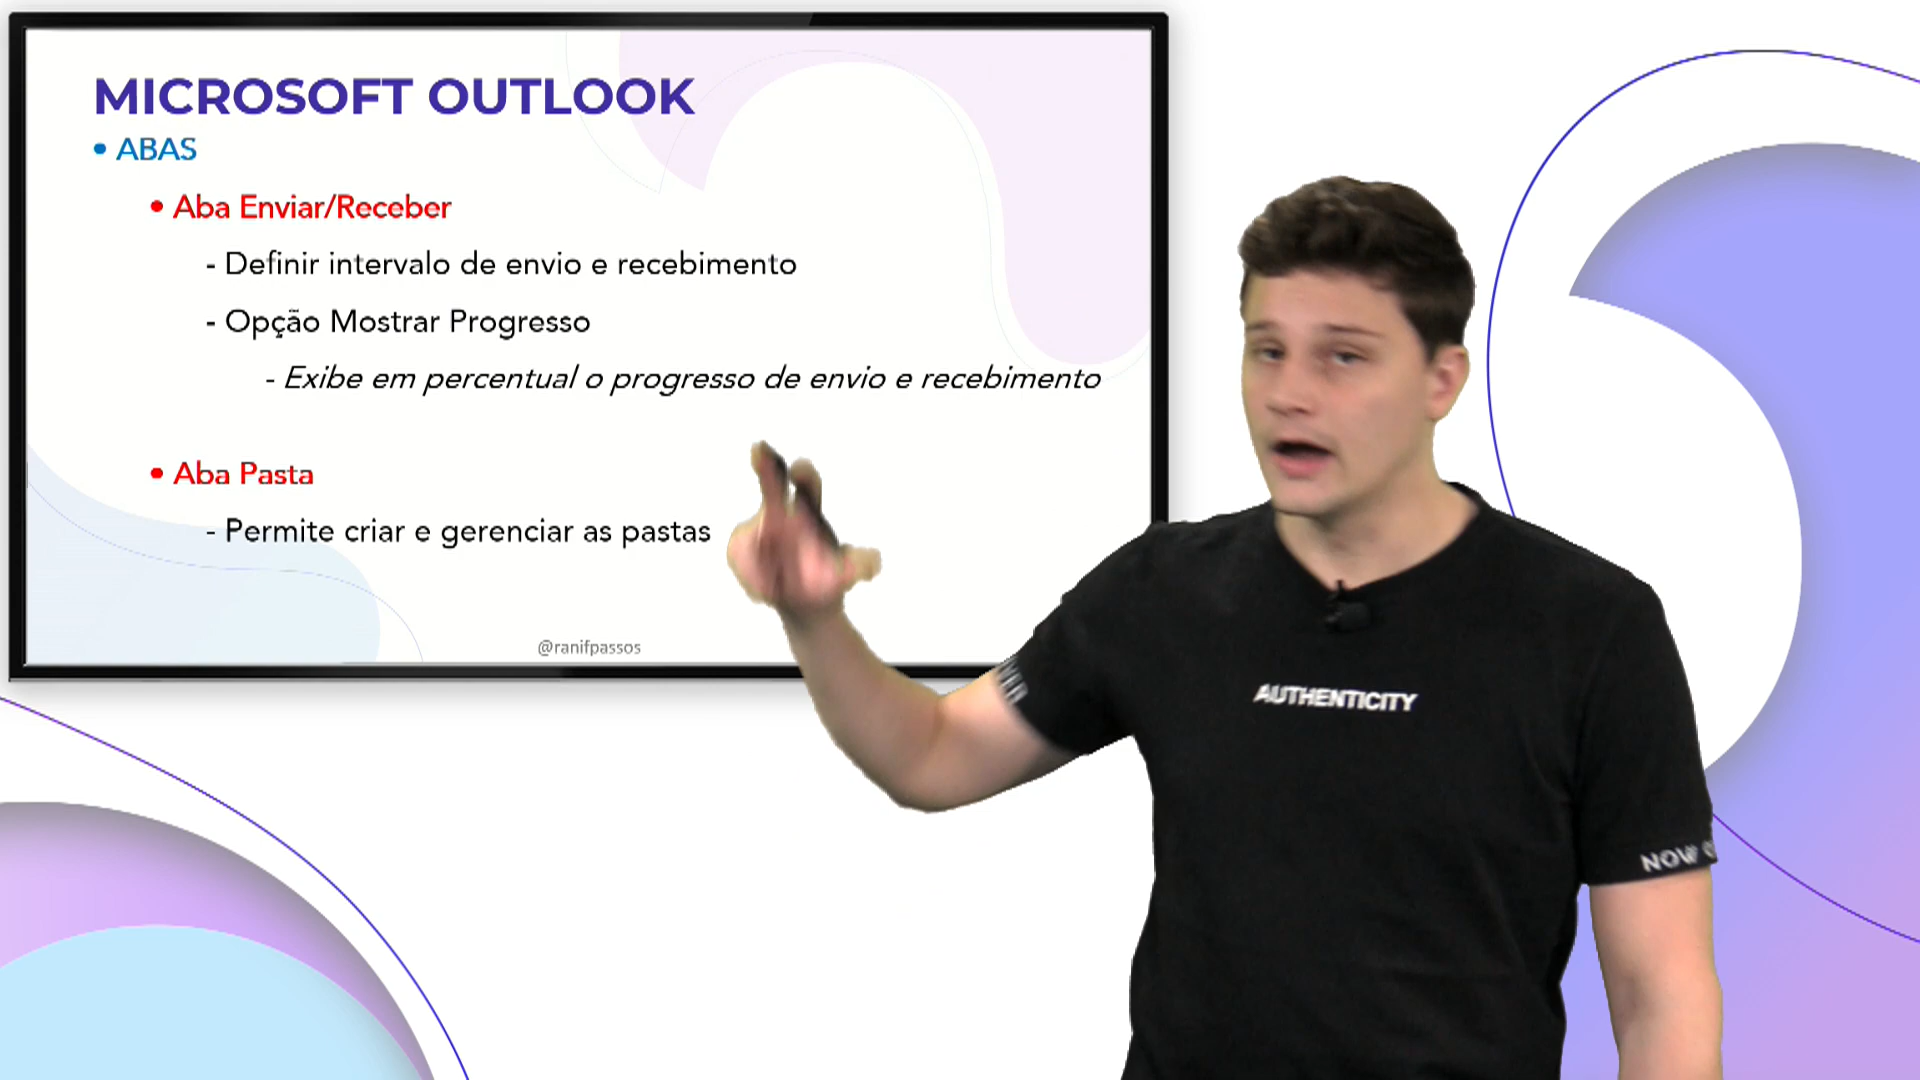 MICROSOFT OUTLOOK
• ABAS
• Aba Enviar/Receber
- Definir intervalo de envio e recebimento
- Opção Mostrar Progresso
- Exibe em percentual o progresso de envio e recebimento
• Aba Pasta
- Permite criar e gerenciar as pastas
@ranifpassos
AUTHENTICITY
NOW